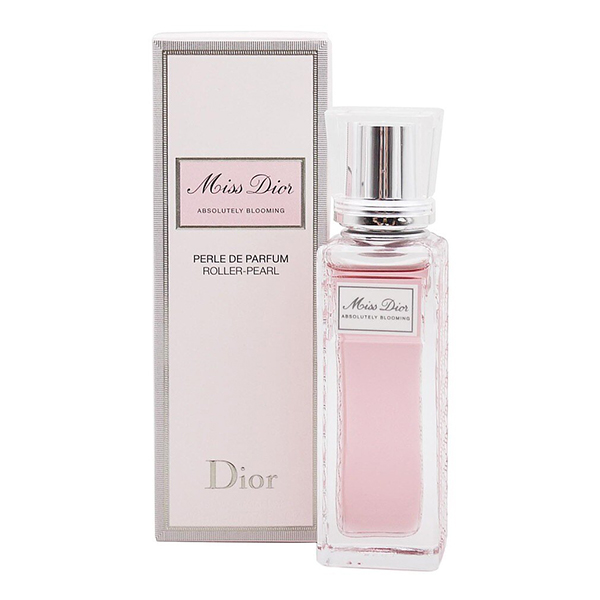 Miss Dior
ABSOLUTELY BLOOMING
PERLE DE PARFUM
ROLLER-PEARL
Dior
Miss Dior
ABSOLUTELY BLOOMING